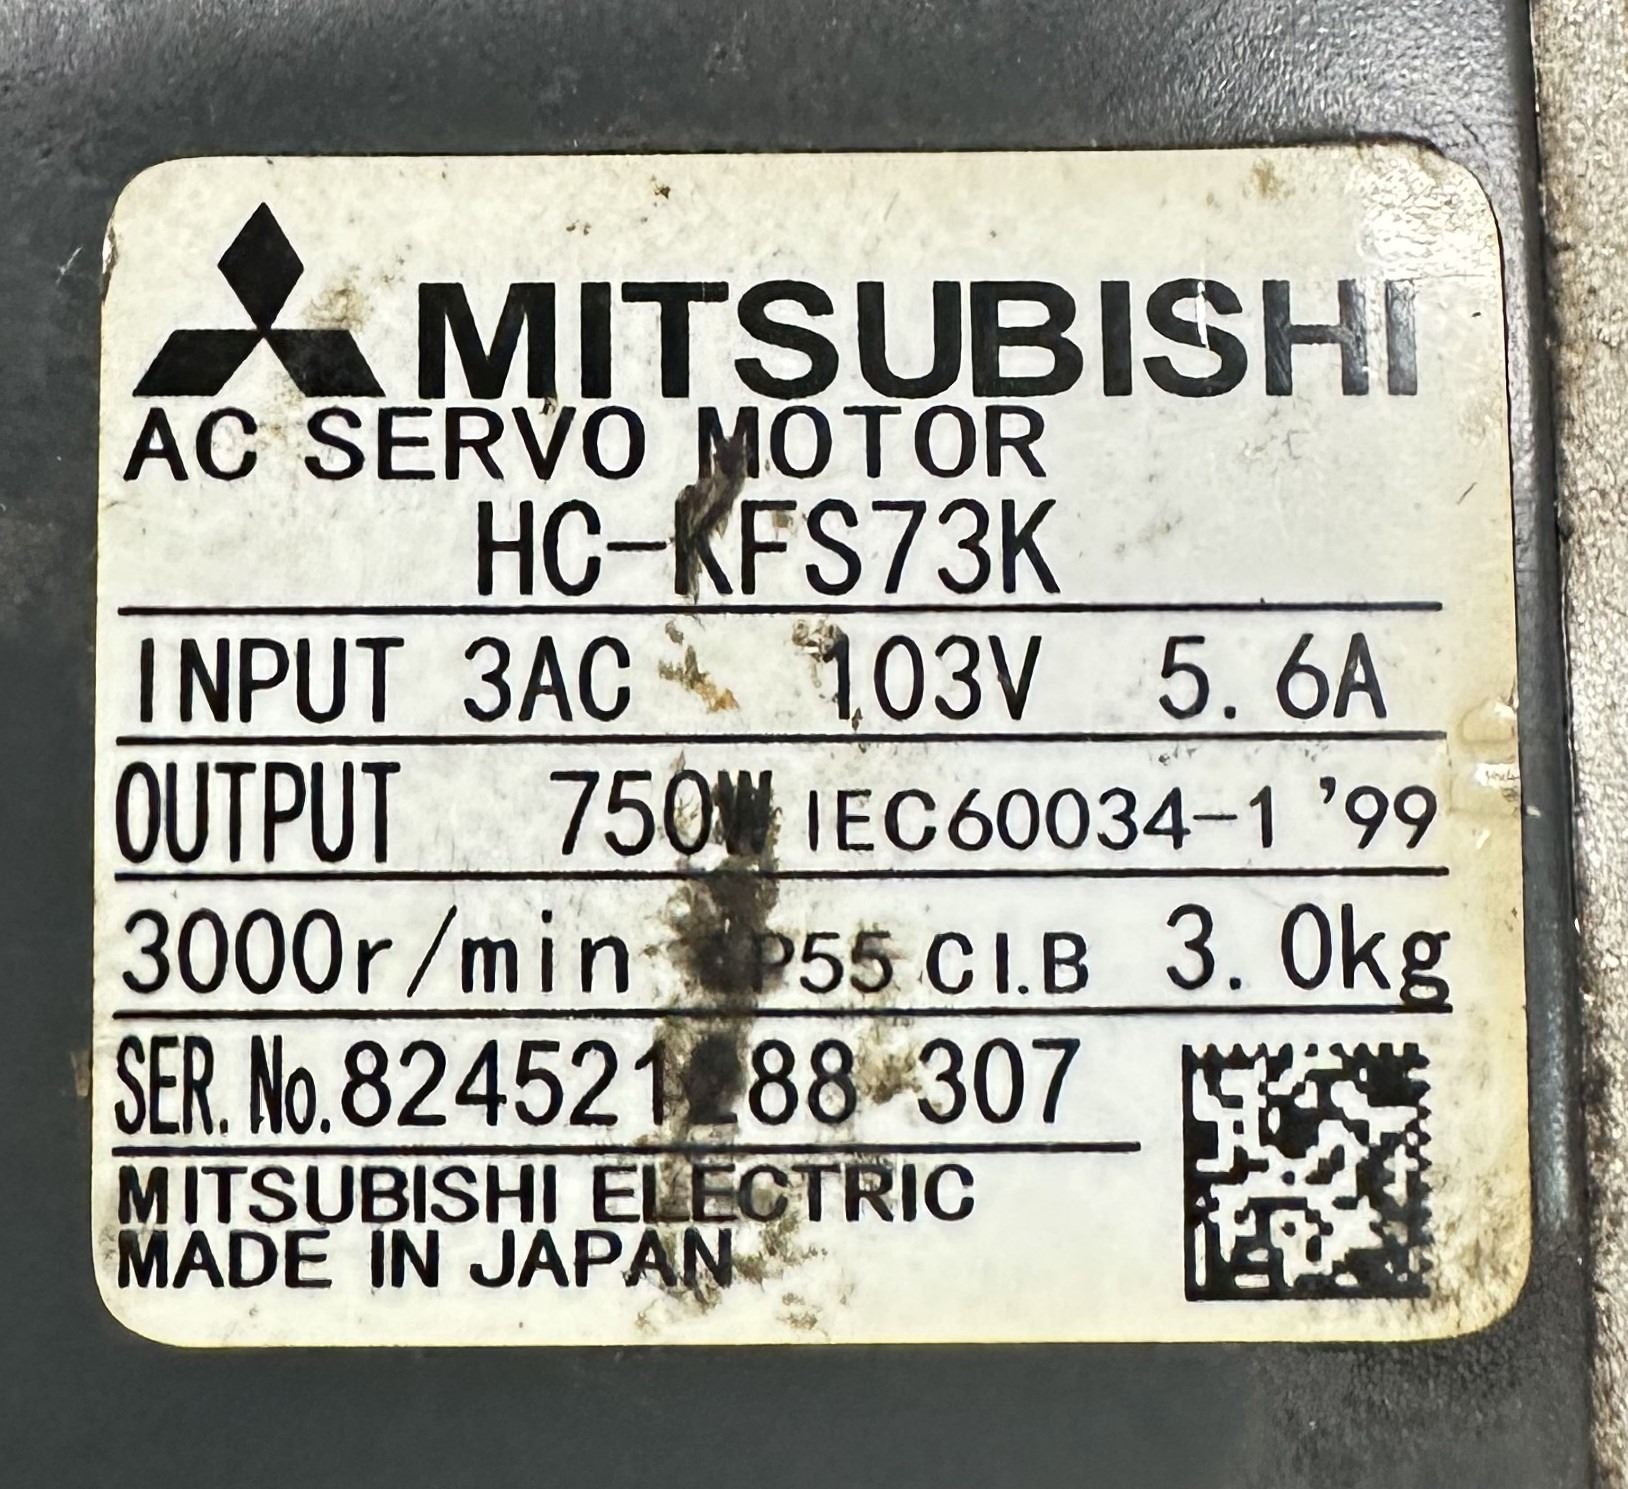 MITSUBISHI
AC SERVO MOTOR
HC-KFS73K
INPUT 3AC 103V 5.6A
OUTPUT 750W IEC60034-1 '99
3000r/min IP55 CI.B 3.0kg
SER. No. 307
MITSUBISHI ELECTRIC
MADE IN JAPAN